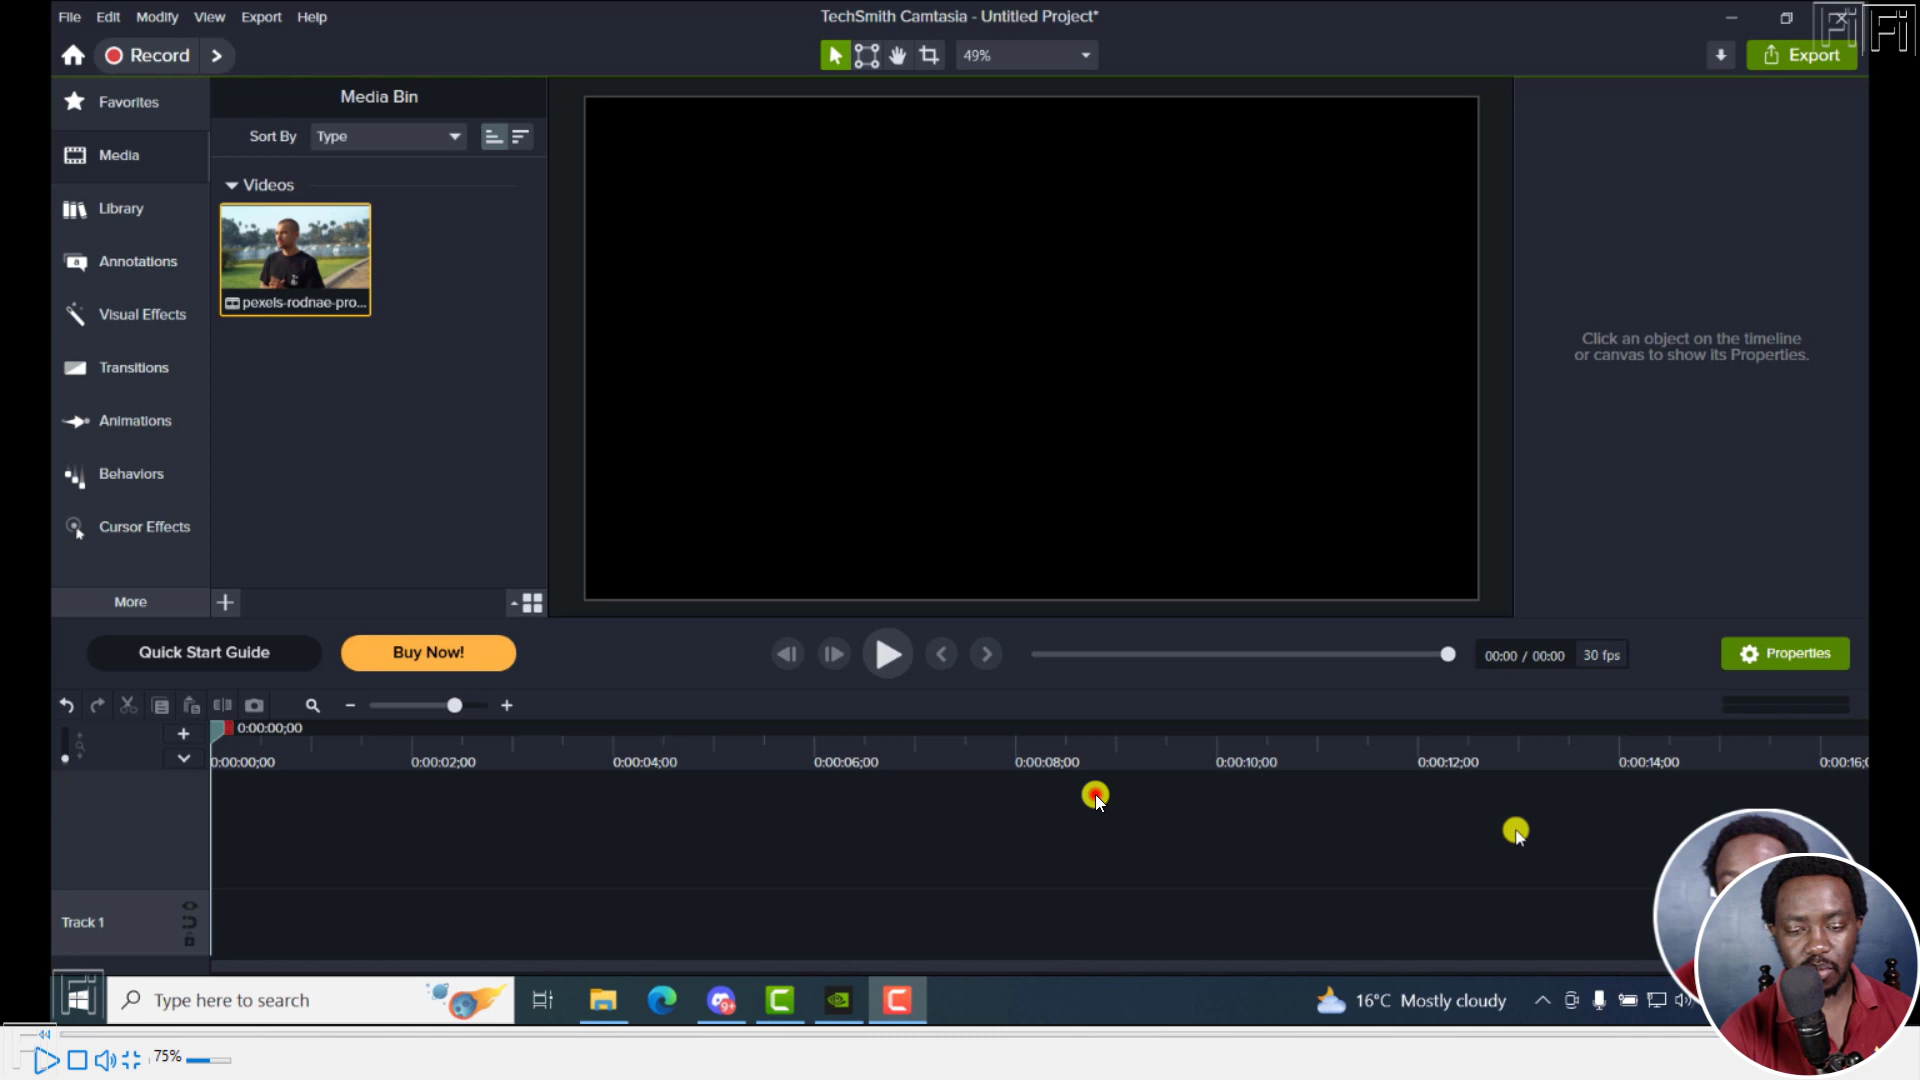 File Edit Modify View Export Help
TechSmith Camtasia - Untitled Project*
Record
49%
Export
Favorites
Media
Library
Annotations
Visual Effects
Transitions
Animations
Behaviors
Cursor Effects
More
Media Bin
Sort By Type
Videos
pexels-rodnae-pro...
Click an object on the timeline
or canvas to show its Properties.
Quick Start Guide
Buy Now!
00:00 / 00:00 30 fps
Properties
0:00:00;00
0:00:00;00 0:00:02;00 0:00:04;00 0:00:06;00 0:00:08;00 0:00:10;00 0:00:12;00 0:00:14;00 0:00:16;0
Track 1
Type here to search
16°C Mostly cloudy
75%